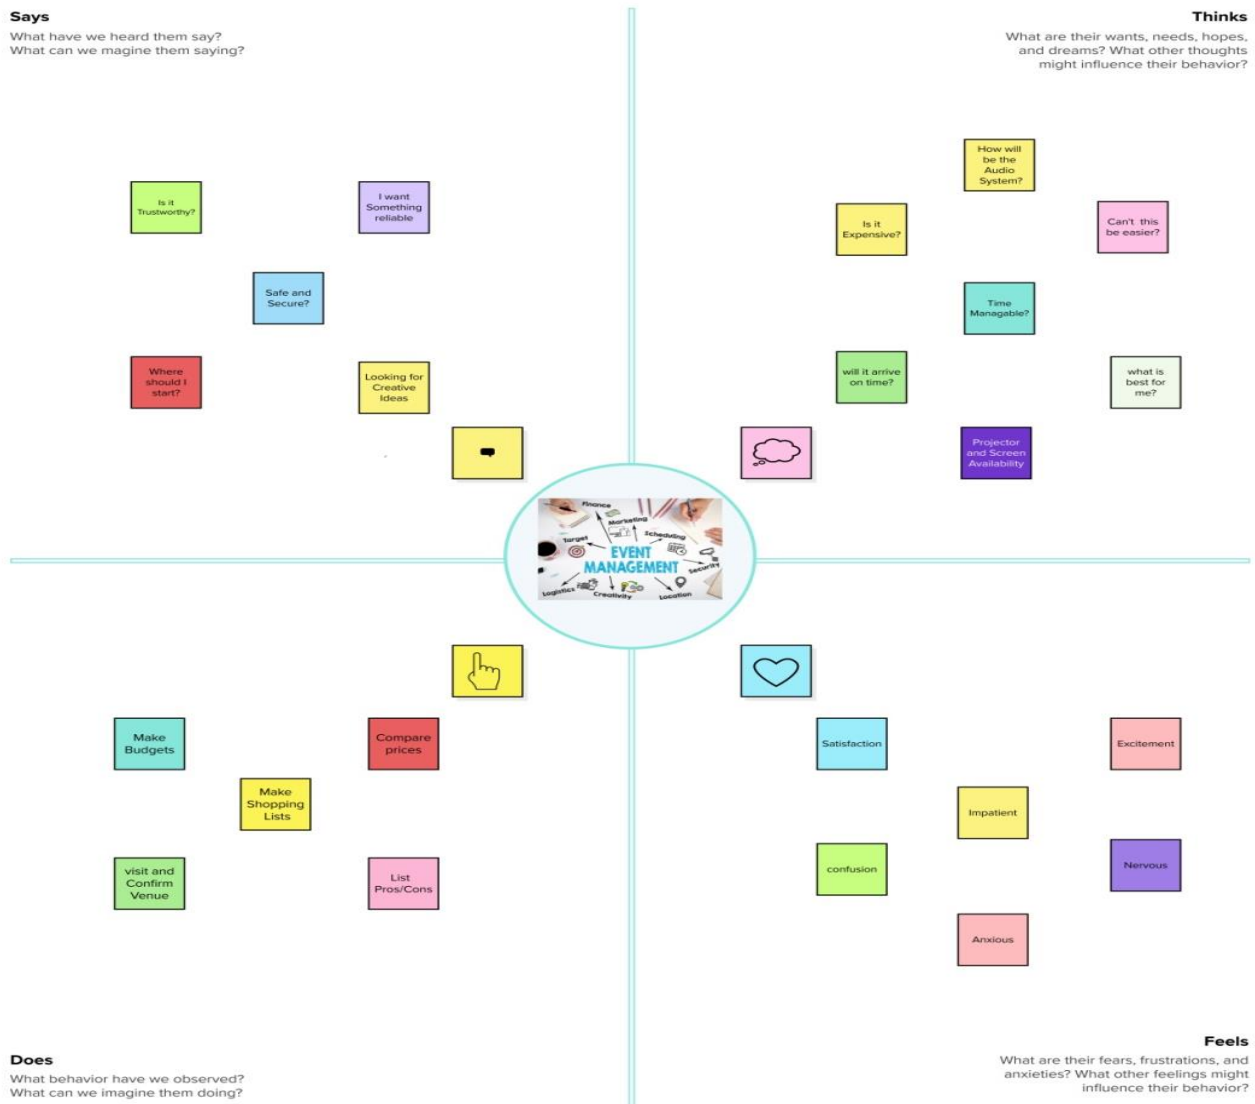 Says
What have we heard them say?
What can we magine them saying?
Thinks
What are their wants, needs, hopes,
and dreams? What other thoughts
might influence their behavior?
Is it
Trustworthy?
I want
Something
reliable
Safe and
Secure?
Where
should I
start?
Looking for
Creative
Ideas
How will
be the
Audio
System?
Is it
Expensive?
Can't this
be easier?
Time
Managable?
will it arrive
on time?
what is
best for
me?
Projector
and Screen
Availability
Finance
Marketing
Scheduling
Target
EVENT
MANAGEMENT
Security
Logistics
Creativity
Location
Make
Budgets
Compare
prices
Make
Shopping
Lists
visit and
Confirm
Venue
List
Pros/Cons
Satisfaction
Excitement
Impatient
confusion
Nervous
Anxious
Does
What behavior have we observed?
What can we imagine them doing?
Feels
What are their fears, frustrations, and
anxieties? What other feelings might
influence their behavior?